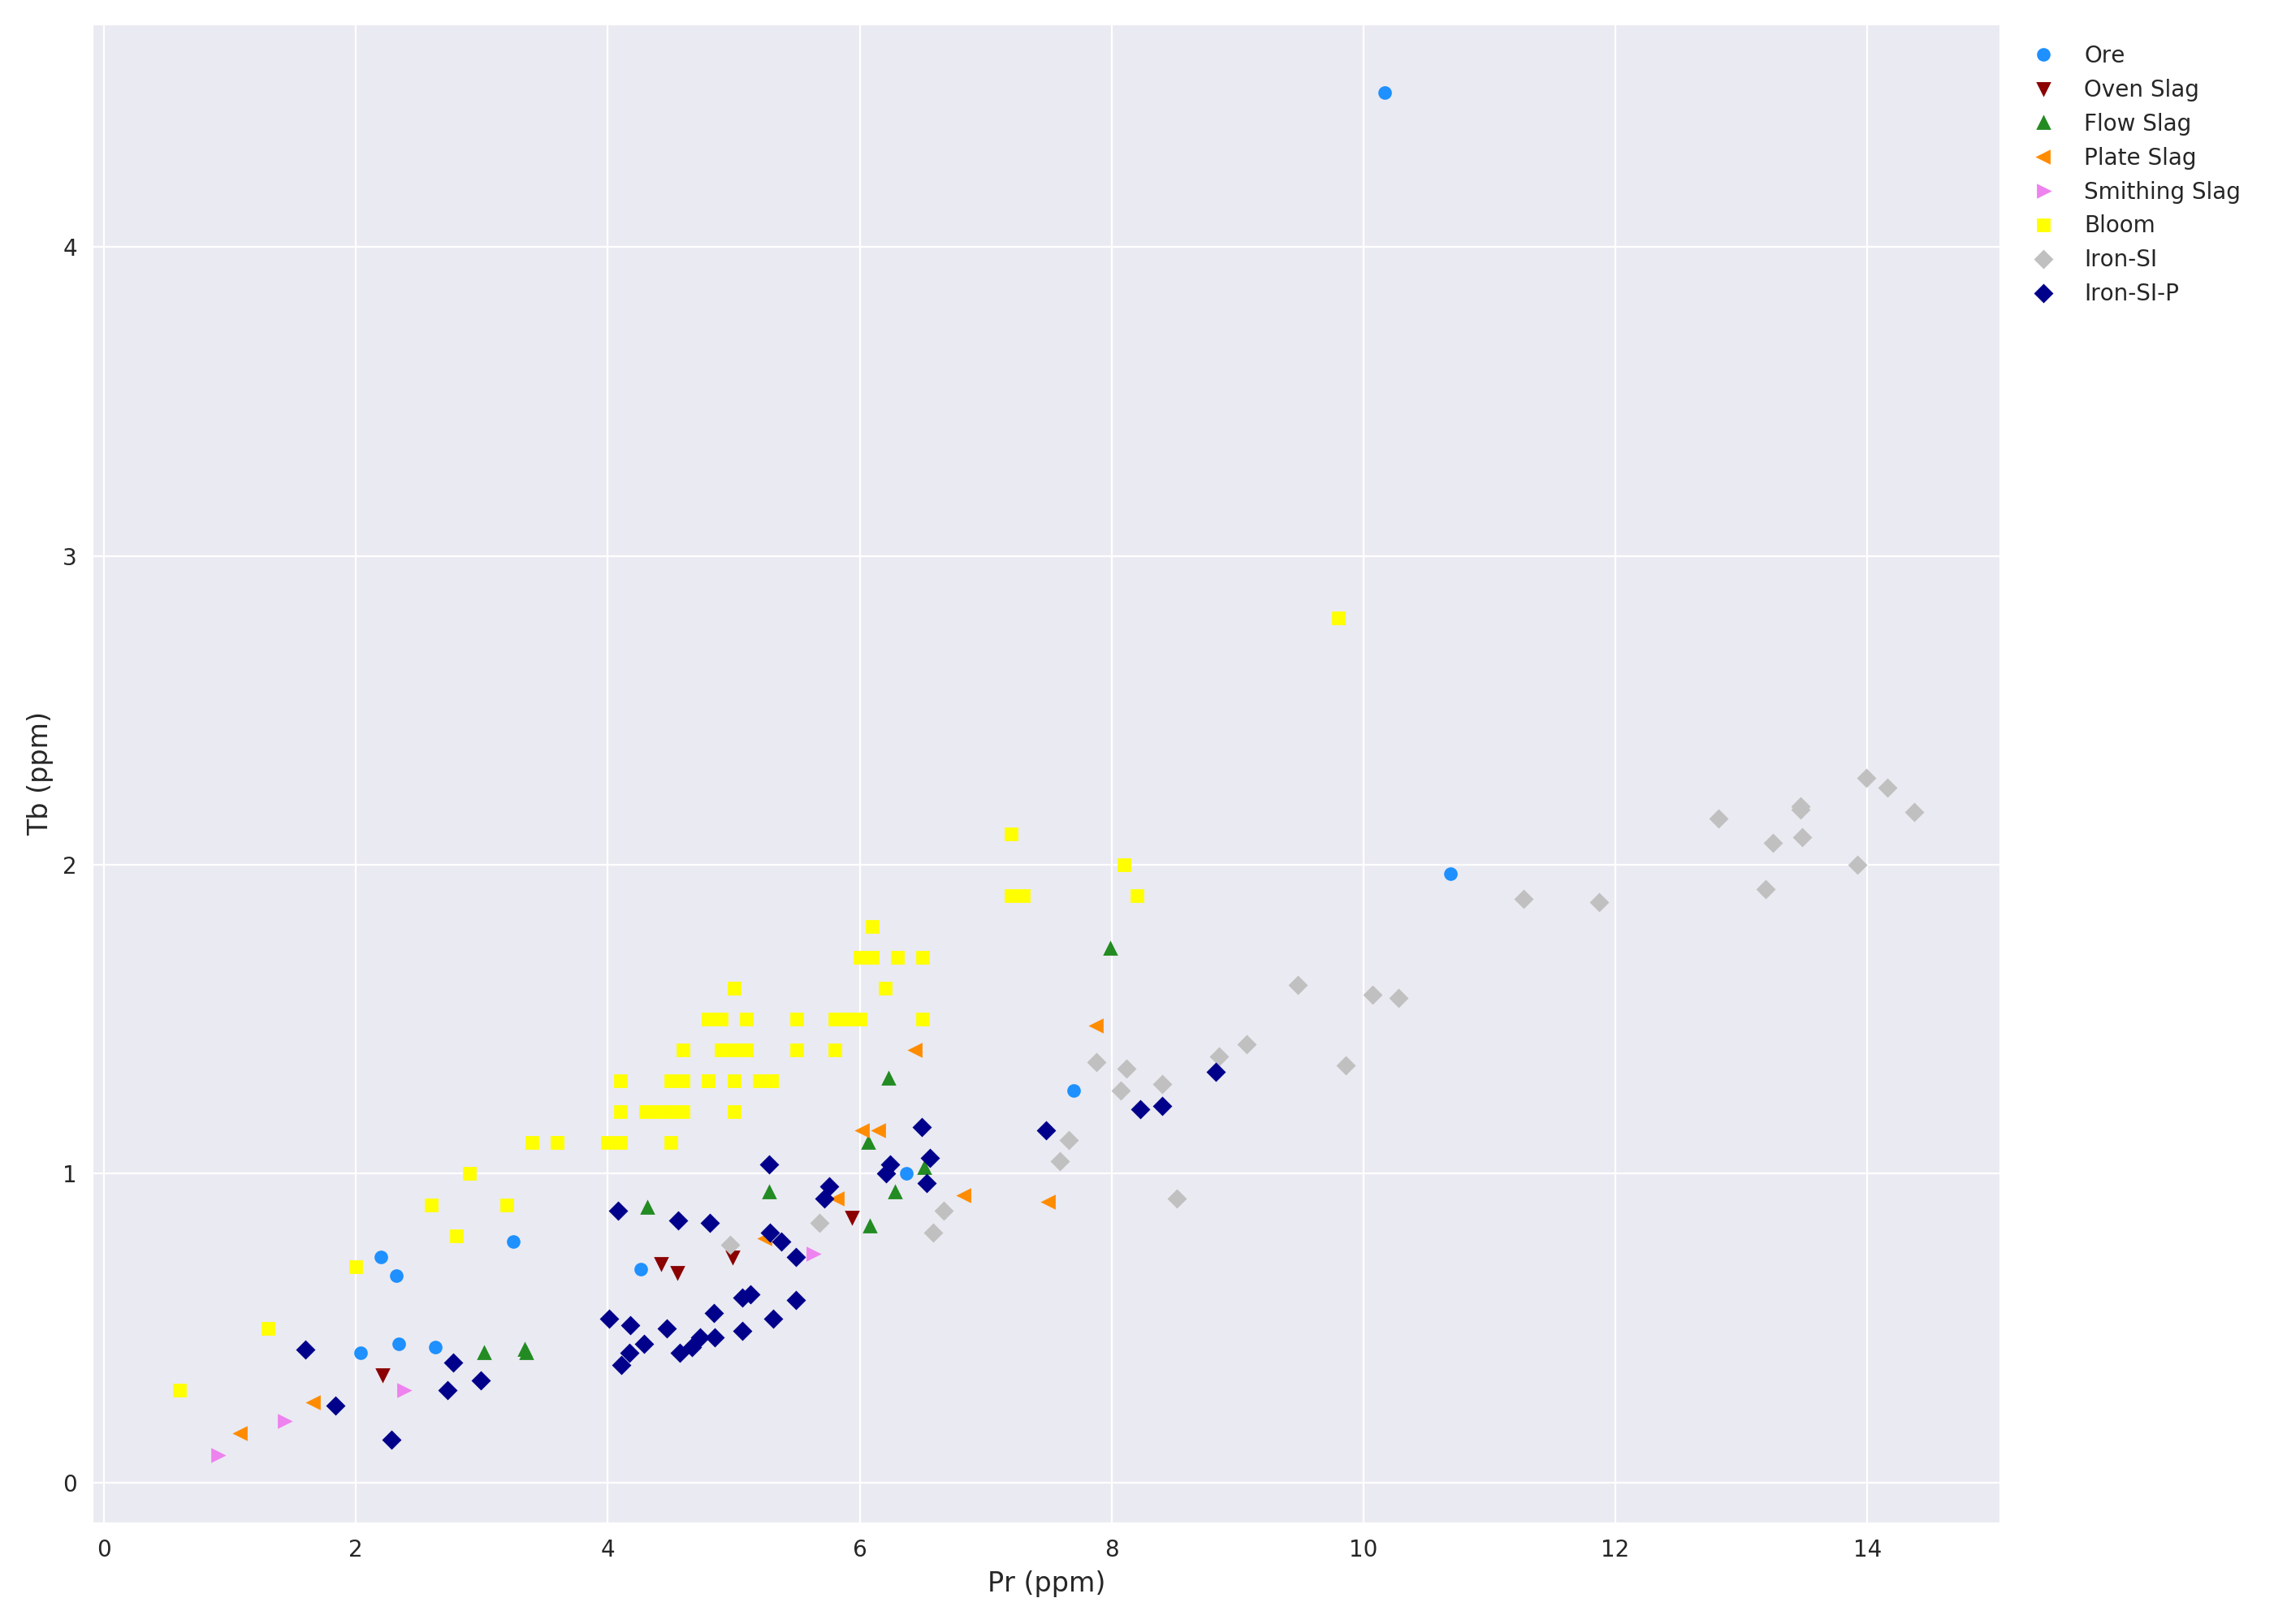 Ore
Oven Slag
Flow Slag
Plate Slag
Smithing Slag
Bloom
Iron-SI
Iron-SI-P
4
3
2
1
0
Tb (ppm)
0 2 4 6 8 10 12 14
Pr (ppm)